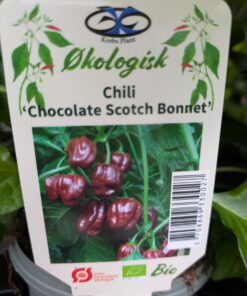 Krebs Plant
Økologisk
Chili
'Chocolate Scotch Bonnet'
Bio